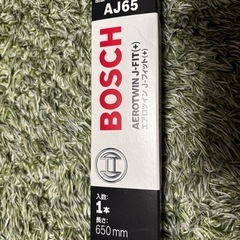 AJ65
BOSCH
AEROTWIN J-FIT(+)
エアロツイン J-フィット(+)
入数:
1本
長さ:
650mm